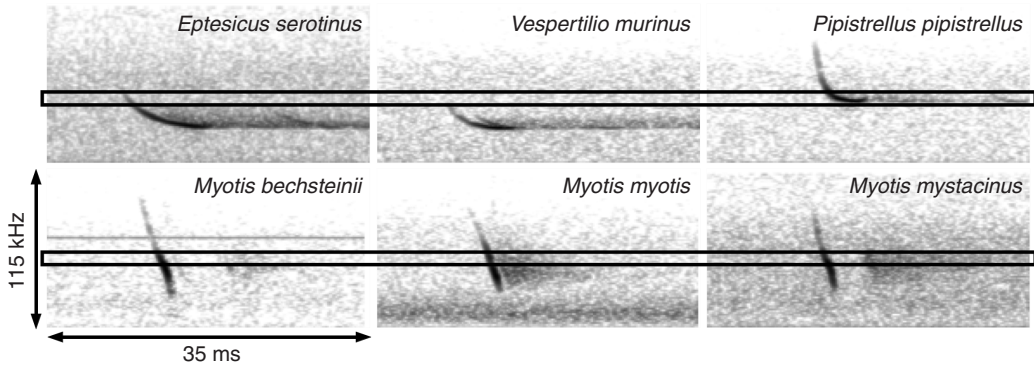 Eptesicus serotinus
Vespertilio murinus
Pipistrellus pipistrellus
Myotis bechsteinii
Myotis myotis
Myotis mystacinus
115 kHz
35 ms